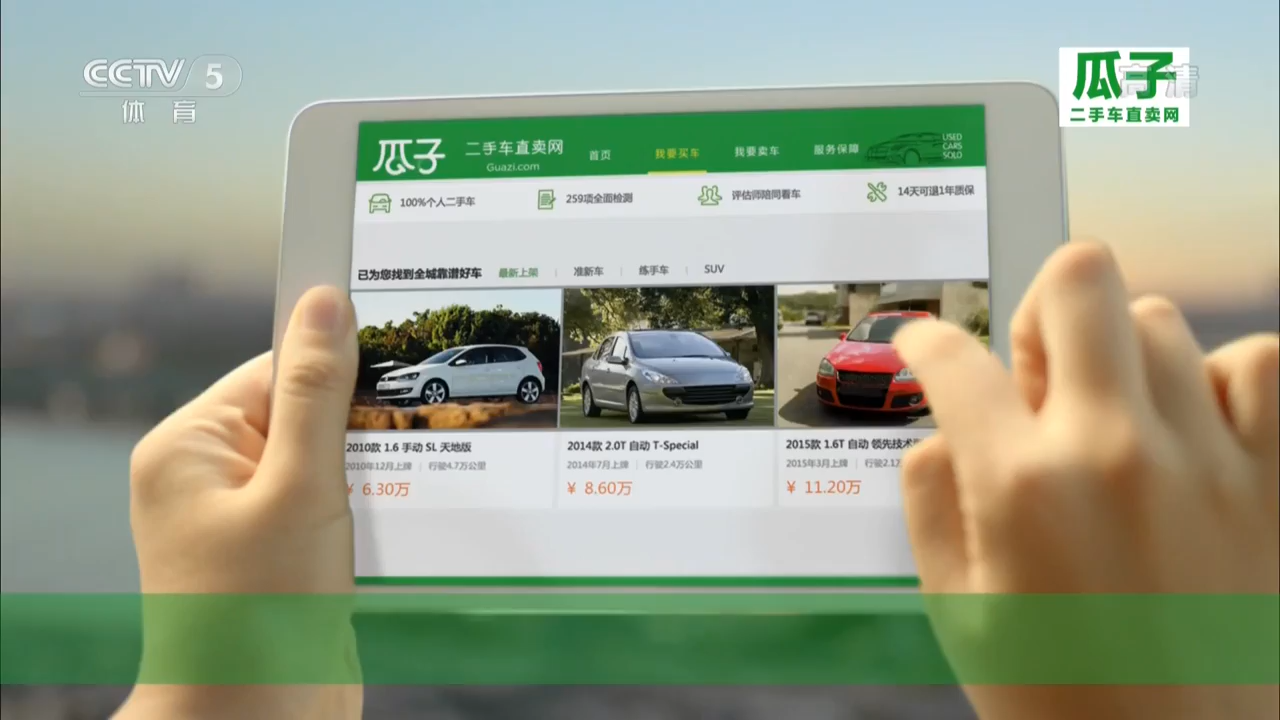 CCTV 5
体育
高清
瓜子
二手车直卖网
瓜子 二手车直卖网
Guazi.com
首页 我要买车 我要卖车 服务保障
USED
CARS
SOLD
100%个人二手车 259项全面检测 评估师陪同看车 14天可退1年质保
已为您找到全城靠谱好车 最新上架 | 准新车 | 练手车 | SUV
2010款 1.6 手动 SL 天地版
2010年12月上牌 | 行驶4.7万公里
¥ 6.30万
2014款 2.0T 自动 T-Special
2014年7月上牌 | 行驶2.4万公里
¥ 8.60万
2015款 1.6T 自动 领先技术
2015年3月上牌 | 行驶2.1
¥ 11.20万